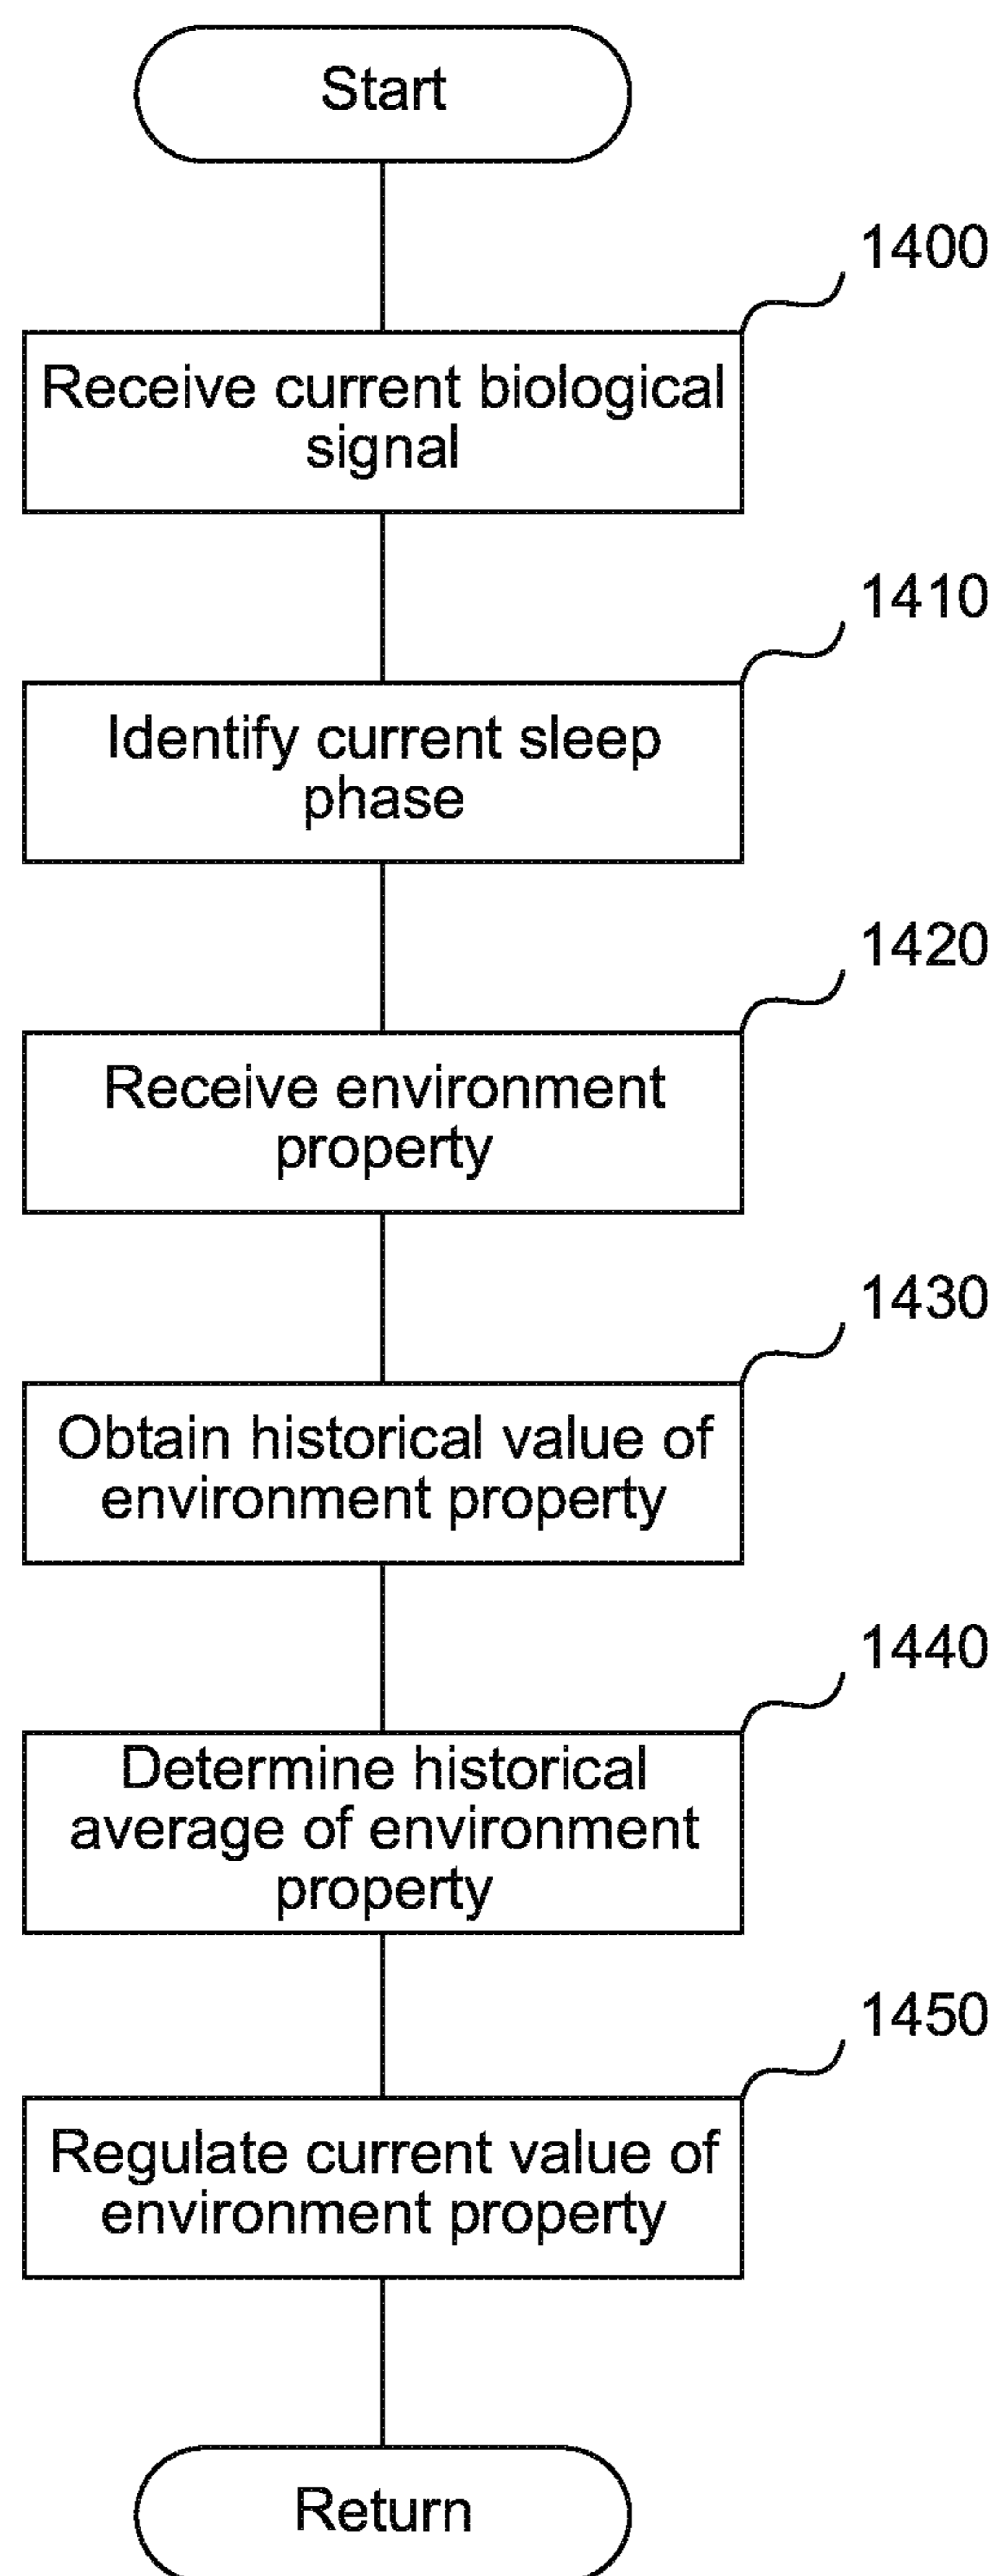 Start
1400
Receive current biological
signal
1410
Identify current sleep
phase
1420
Receive environment
property
1430
Obtain historical value of
environment property
1440
Determine historical
average of environment
property
1450
Regulate current value of
environment property
Return